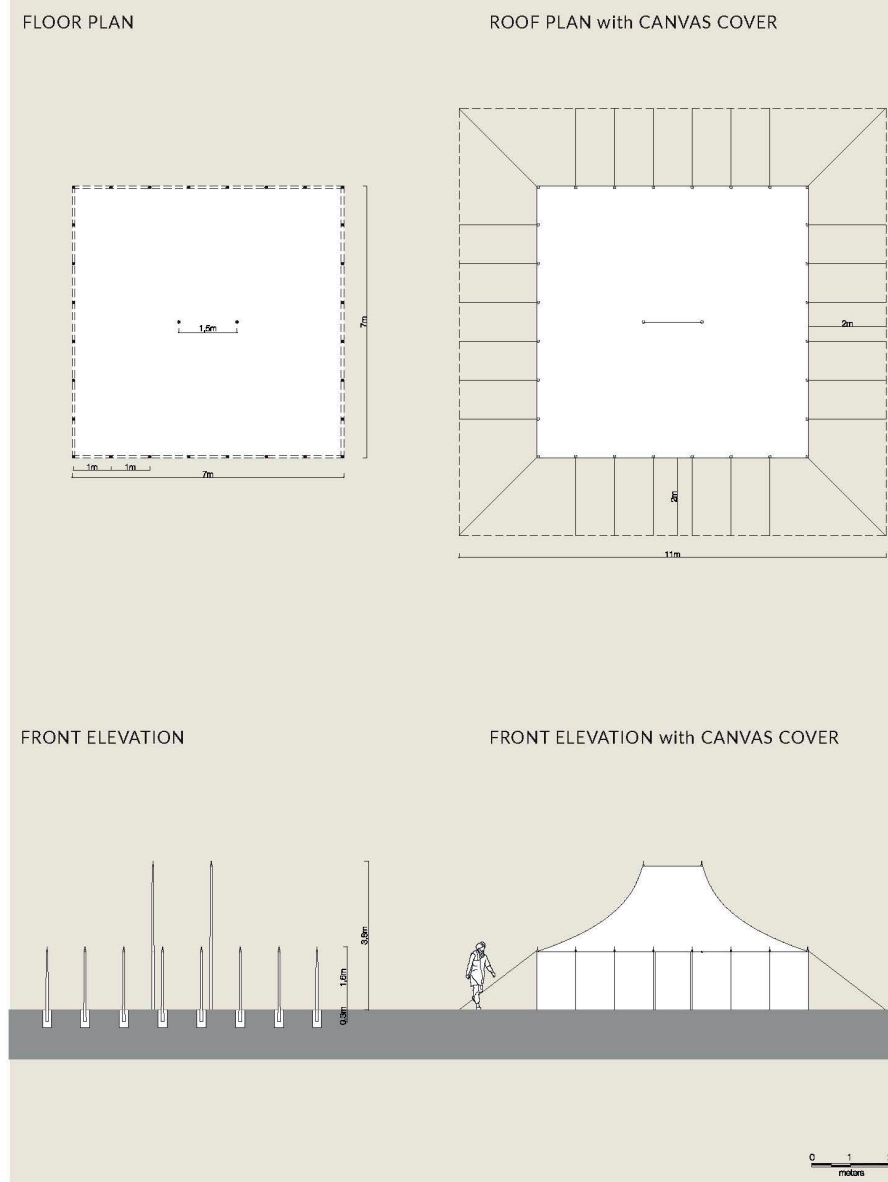 FLOOR PLAN
ROOF PLAN with CANVAS COVER
1,5m
7m
1m 1m
7m
2m
2m
11m
FRONT ELEVATION
FRONT ELEVATION with CANVAS COVER
3,8m
1,6m
0,3m
0 1
meters